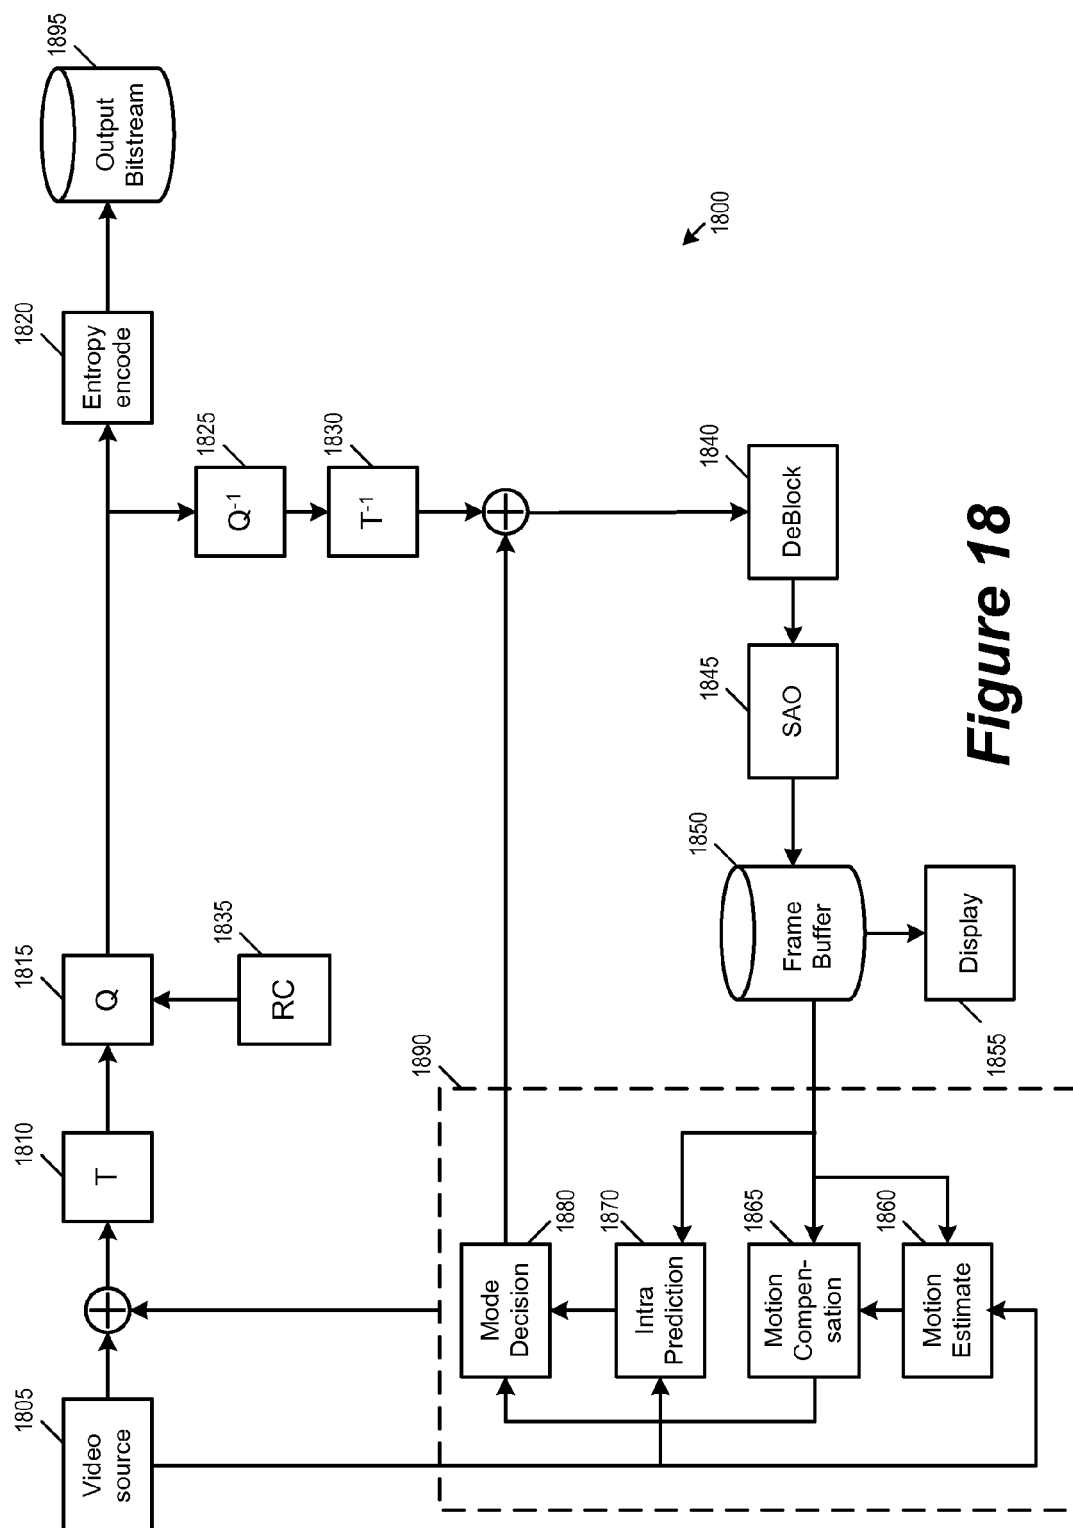 1805
Video
source
1810
T
1815
Q
1835
RC
1820
Entropy
encode
1895
Output
Bitstream
1825
Q-1
1830
T-1
1890
1880
Mode
Decision
1870
Intra
Prediction
1865
Motion
Compen-
sation
1860
Motion
Estimate
1850
Frame
Buffer
1855
Display
1845
SAO
1840
DeBlock
1800
Figure 18